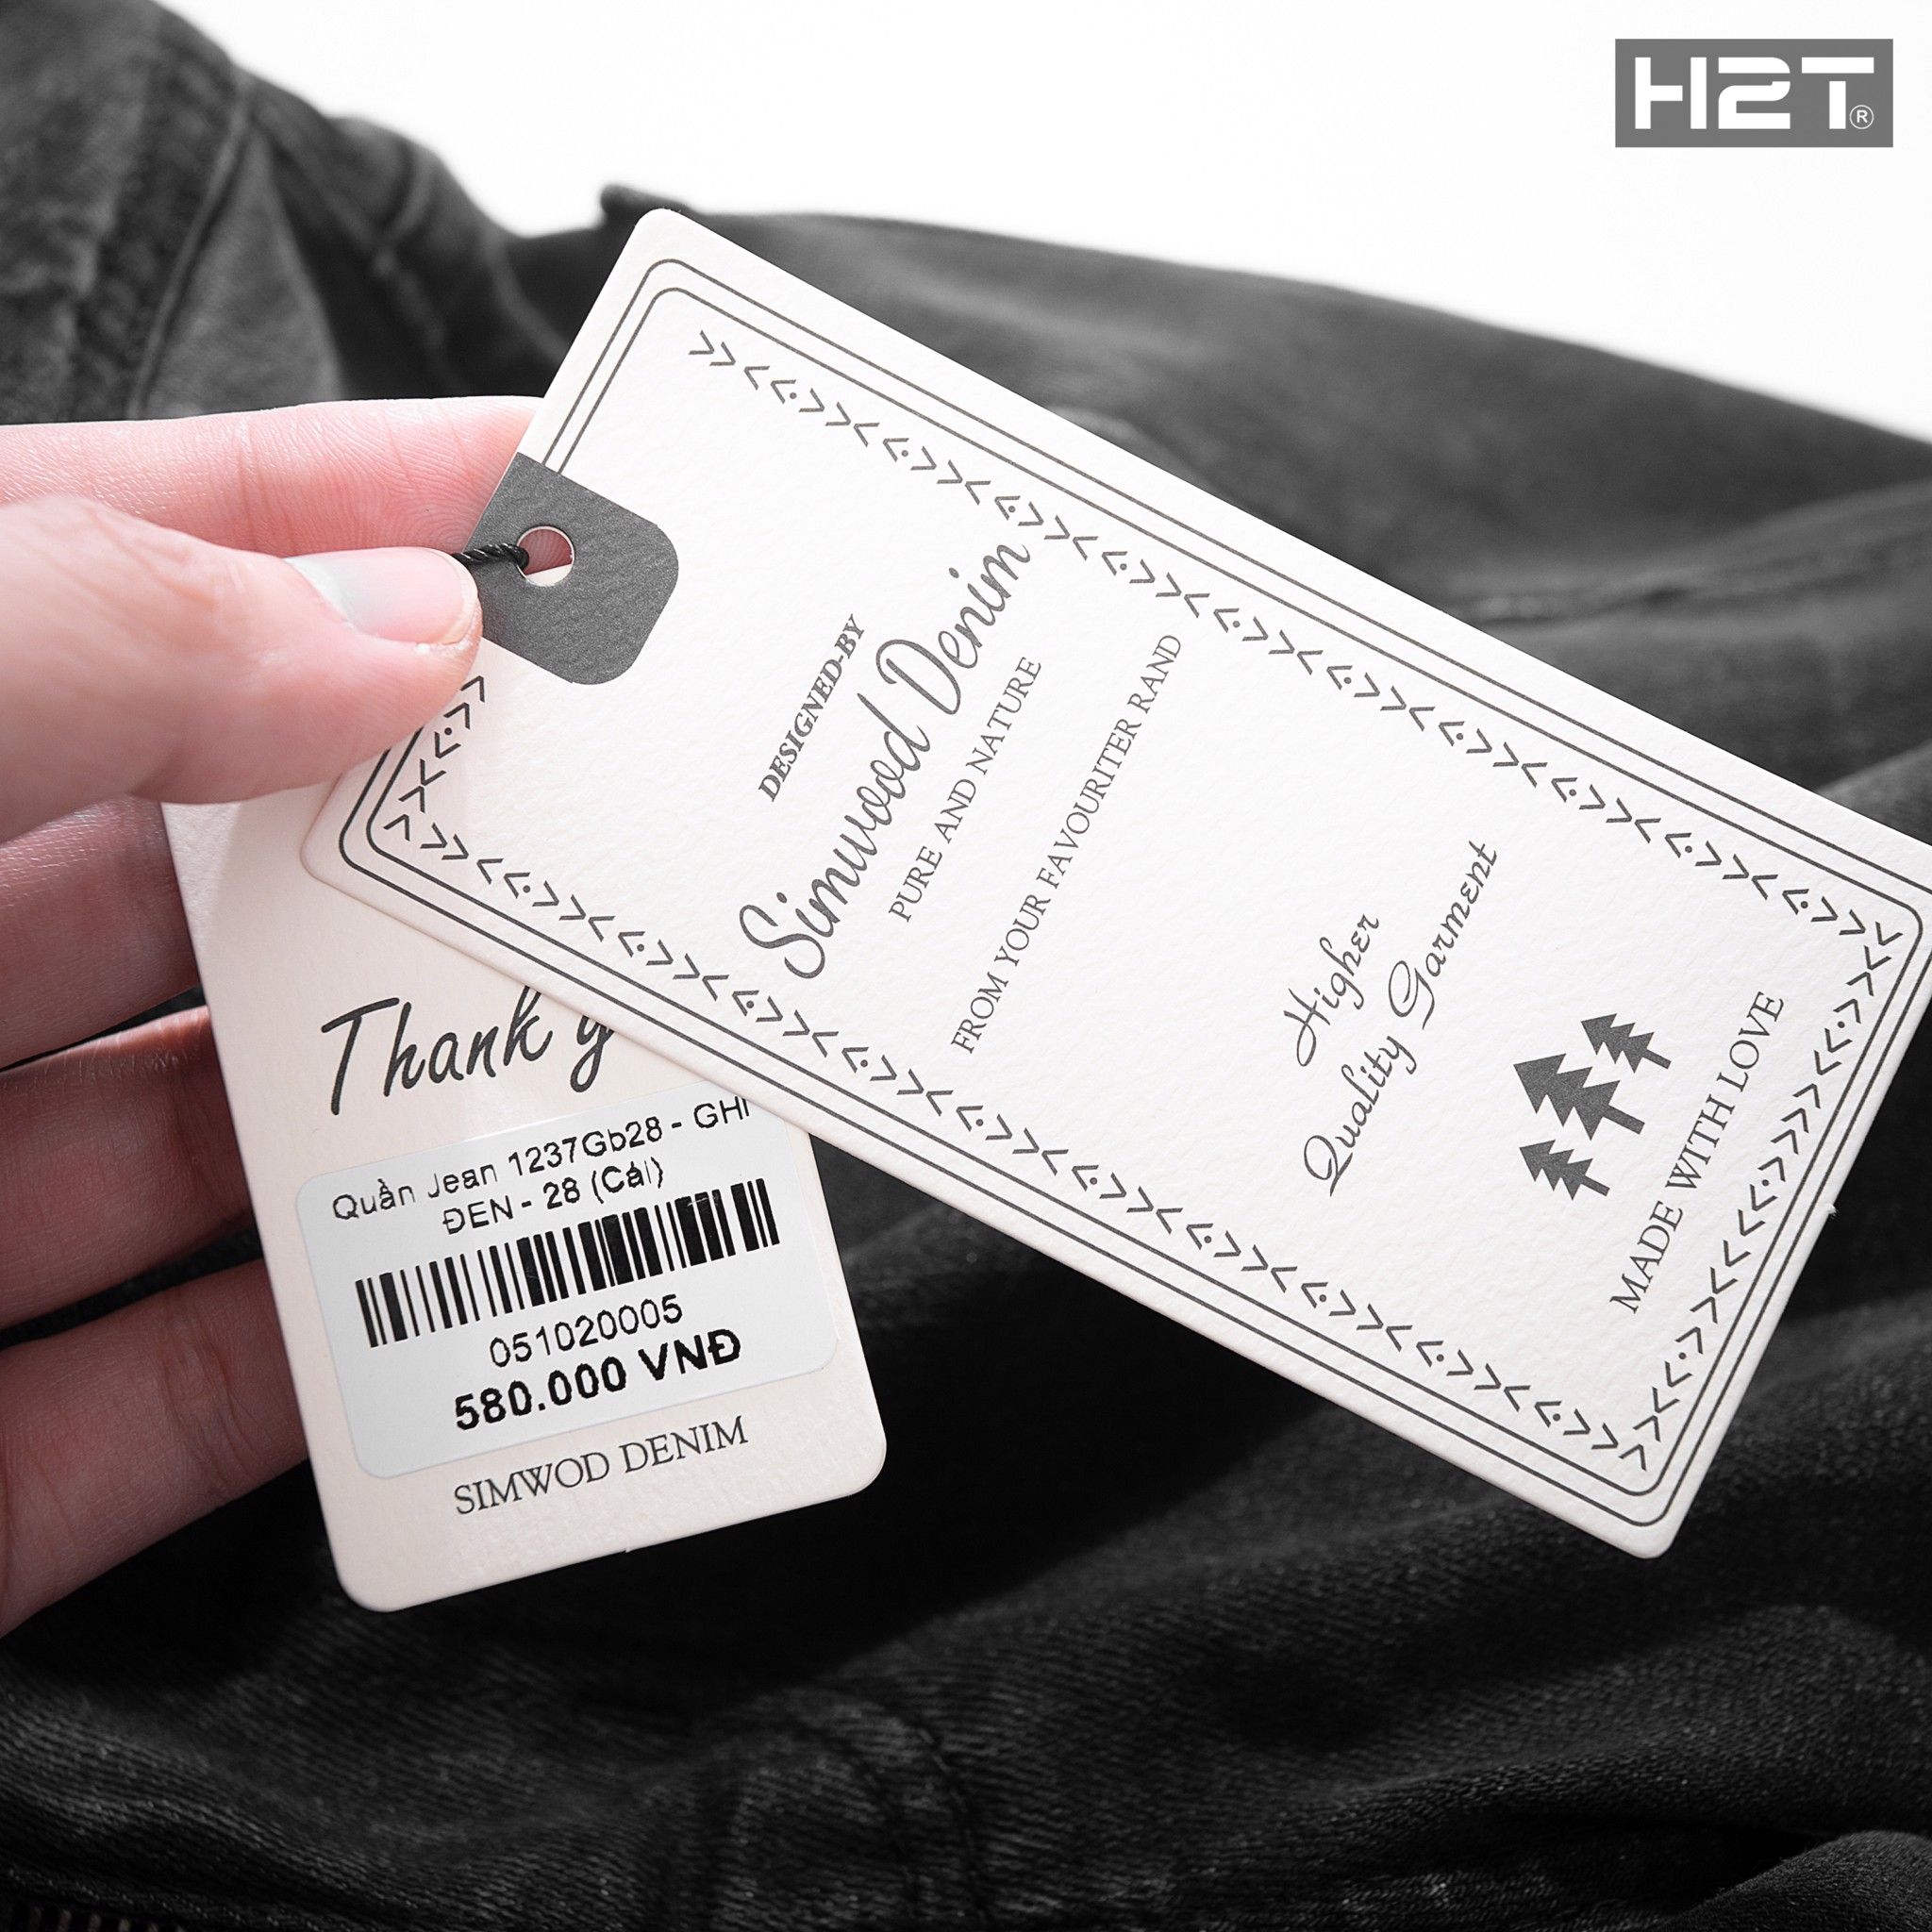 H2T®
DESIGNED-BY
Simwood Denim
PURE AND NATURE
FROM YOUR FAVOURITER RAND
Higher
Quality Garment
MADE WITH LOVE
Thank y
Quần Jean 1237Gb28 - GHI
ĐEN - 28 (Cái)
051020005
580.000 VNĐ
SIMWOD DENIM